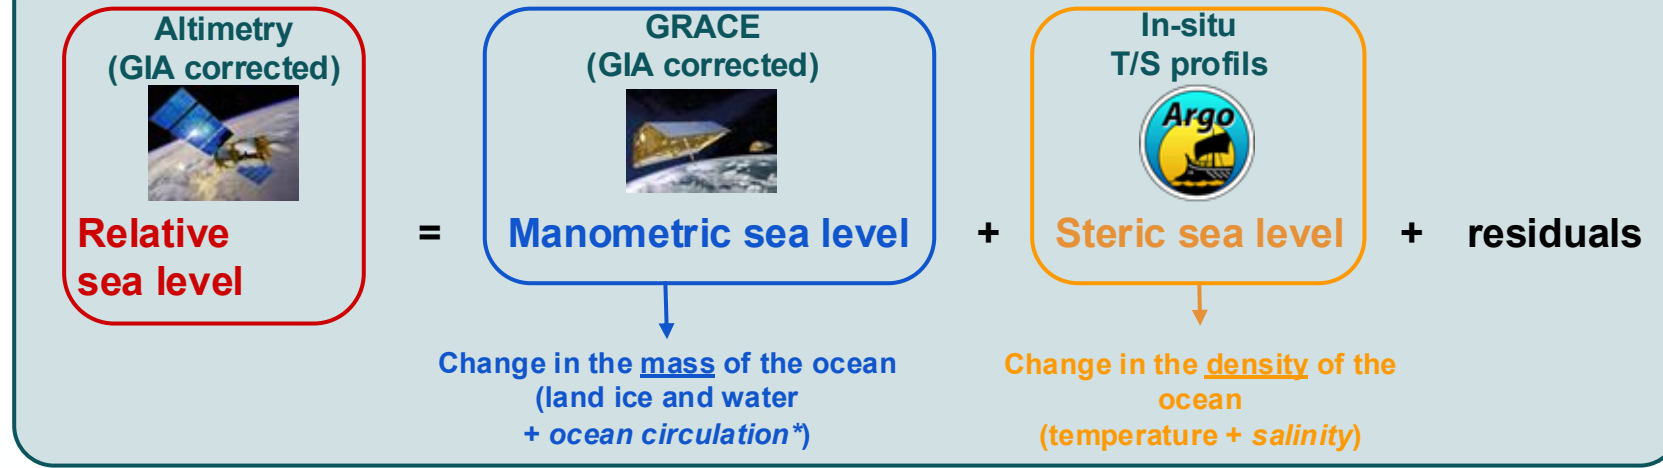 Altimetry
(GIA corrected)
Relative
sea level
=
GRACE
(GIA corrected)
Manometric sea level
+
In-situ
T/S profils
Argo
Steric sea level
+
residuals
Change in the mass of the ocean
(land ice and water
+ ocean circulation*)
Change in the density of the
ocean
(temperature + salinity)